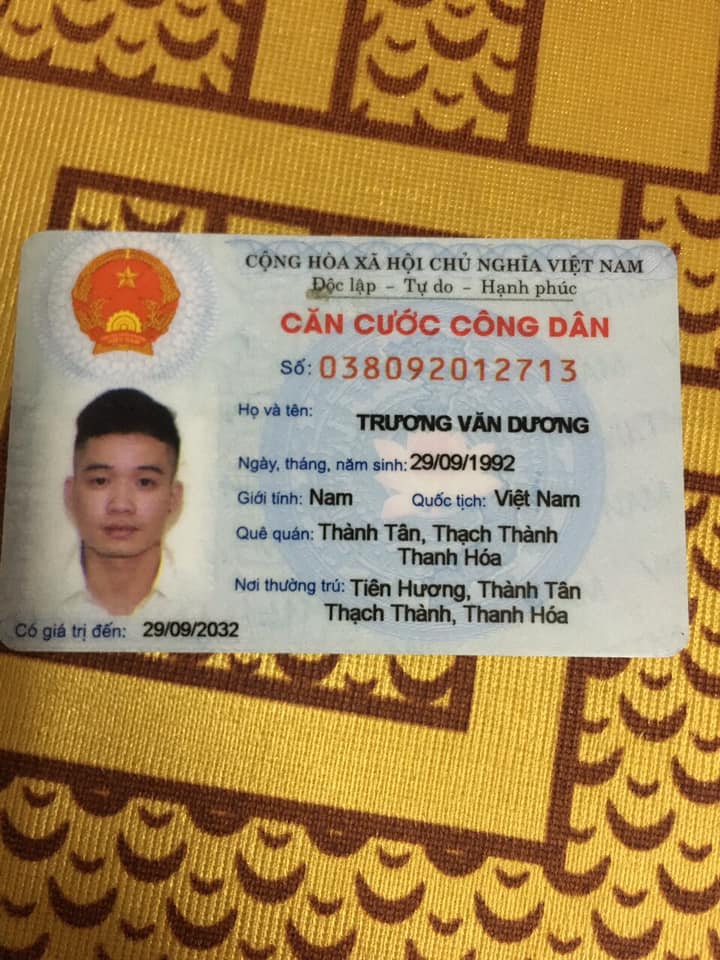 CỘNG HÒA XÃ HỘI CHỦ NGHĨA VIỆT NAM
Độc lập - Tự do - Hạnh phúc
CĂN CƯỚC CÔNG DÂN
Số: 038092012713
Họ và tên: TRƯƠNG VĂN DƯƠNG
Ngày, tháng, năm sinh: 29/09/1992
Giới tính: Nam Quốc tịch: Việt Nam
Quê quán: Thành Tân, Thạch Thành
Thanh Hóa
Nơi thường trú: Tiên Hương, Thành Tân
Thạch Thành, Thanh Hóa
Có giá trị đến: 29/09/2032